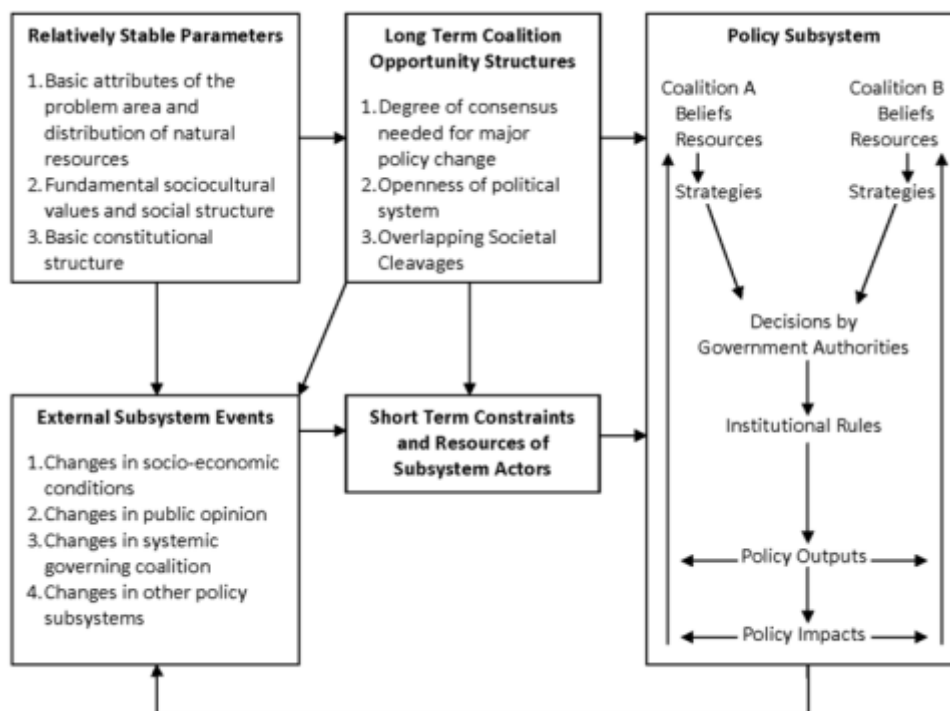 Relatively Stable Parameters
1.Basic attributes of the
problem area and
distribution of natural
resources
2.Fundamental sociocultural
values and social structure
3.Basic constitutional
structure
Long Term Coalition
Opportunity Structures
1.Degree of consensus
needed for major
policy change
2.Openness of political
system
3.Overlapping Societal
Cleavages
Policy Subsystem
Coalition A
Beliefs
Resources
Strategies
Coalition B
Beliefs
Resources
Strategies
Decisions by
Government Authorities
Institutional Rules
Policy Outputs
Policy Impacts
External Subsystem Events
1.Changes in socio-economic
conditions
2.Changes in public opinion
3.Changes in systemic
governing coalition
4.Changes in other policy
subsystems
Short Term Constraints
and Resources of
Subsystem Actors